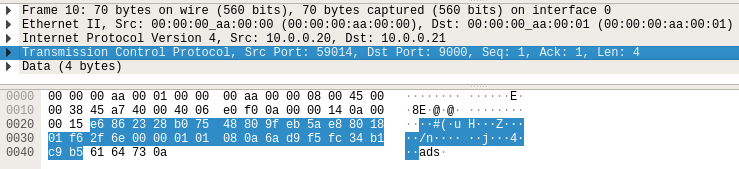 Frame 10: 70 bytes on wire (560 bits), 70 bytes captured (560 bits) on interface 0
Ethernet II, Src: 00:00:00_aa:00:00 (00:00:00:aa:00:00), Dst: 00:00:00_aa:00:01 (00:00:00:aa:00:01)
Internet Protocol Version 4, Src: 10.0.0.20, Dst: 10.0.0.21
Transmission Control Protocol, Src Port: 59014, Dst Port: 9000, Seq: 1, Ack: 1, Len: 4
Data (4 bytes)
0000 00 00 00 aa 00 01 00 00 00 aa 00 00 08 00 45 00 ········ ······E·
0010 00 38 45 a7 40 00 40 06 e0 f0 0a 00 00 14 0a 00 ·8E·@·@· ········
0020 00 15 e6 86 23 28 b0 75 48 80 9f eb 5a e8 80 18 ····#(·u H···Z···
0030 01 f6 2f 6e 00 00 01 01 08 0a 6a d9 f5 fc 34 b1 ··/n···· ··j···4·
0040 c9 b5 61 64 73 0a ··ads·